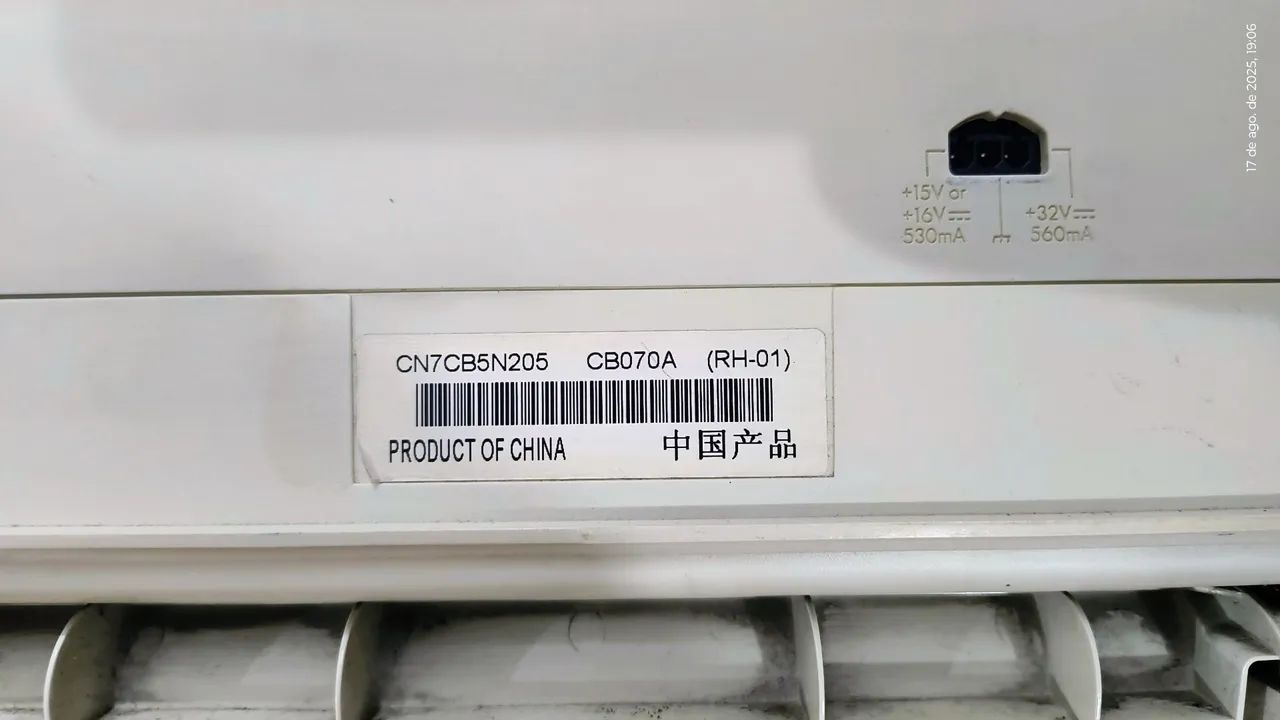 17 de ago. de 2025, 19:06
+15V or
+16V⎓
530mA
+32V⎓
560mA
CN7CB5N205 CB070A (RH-01)
PRODUCT OF CHINA 中国产品